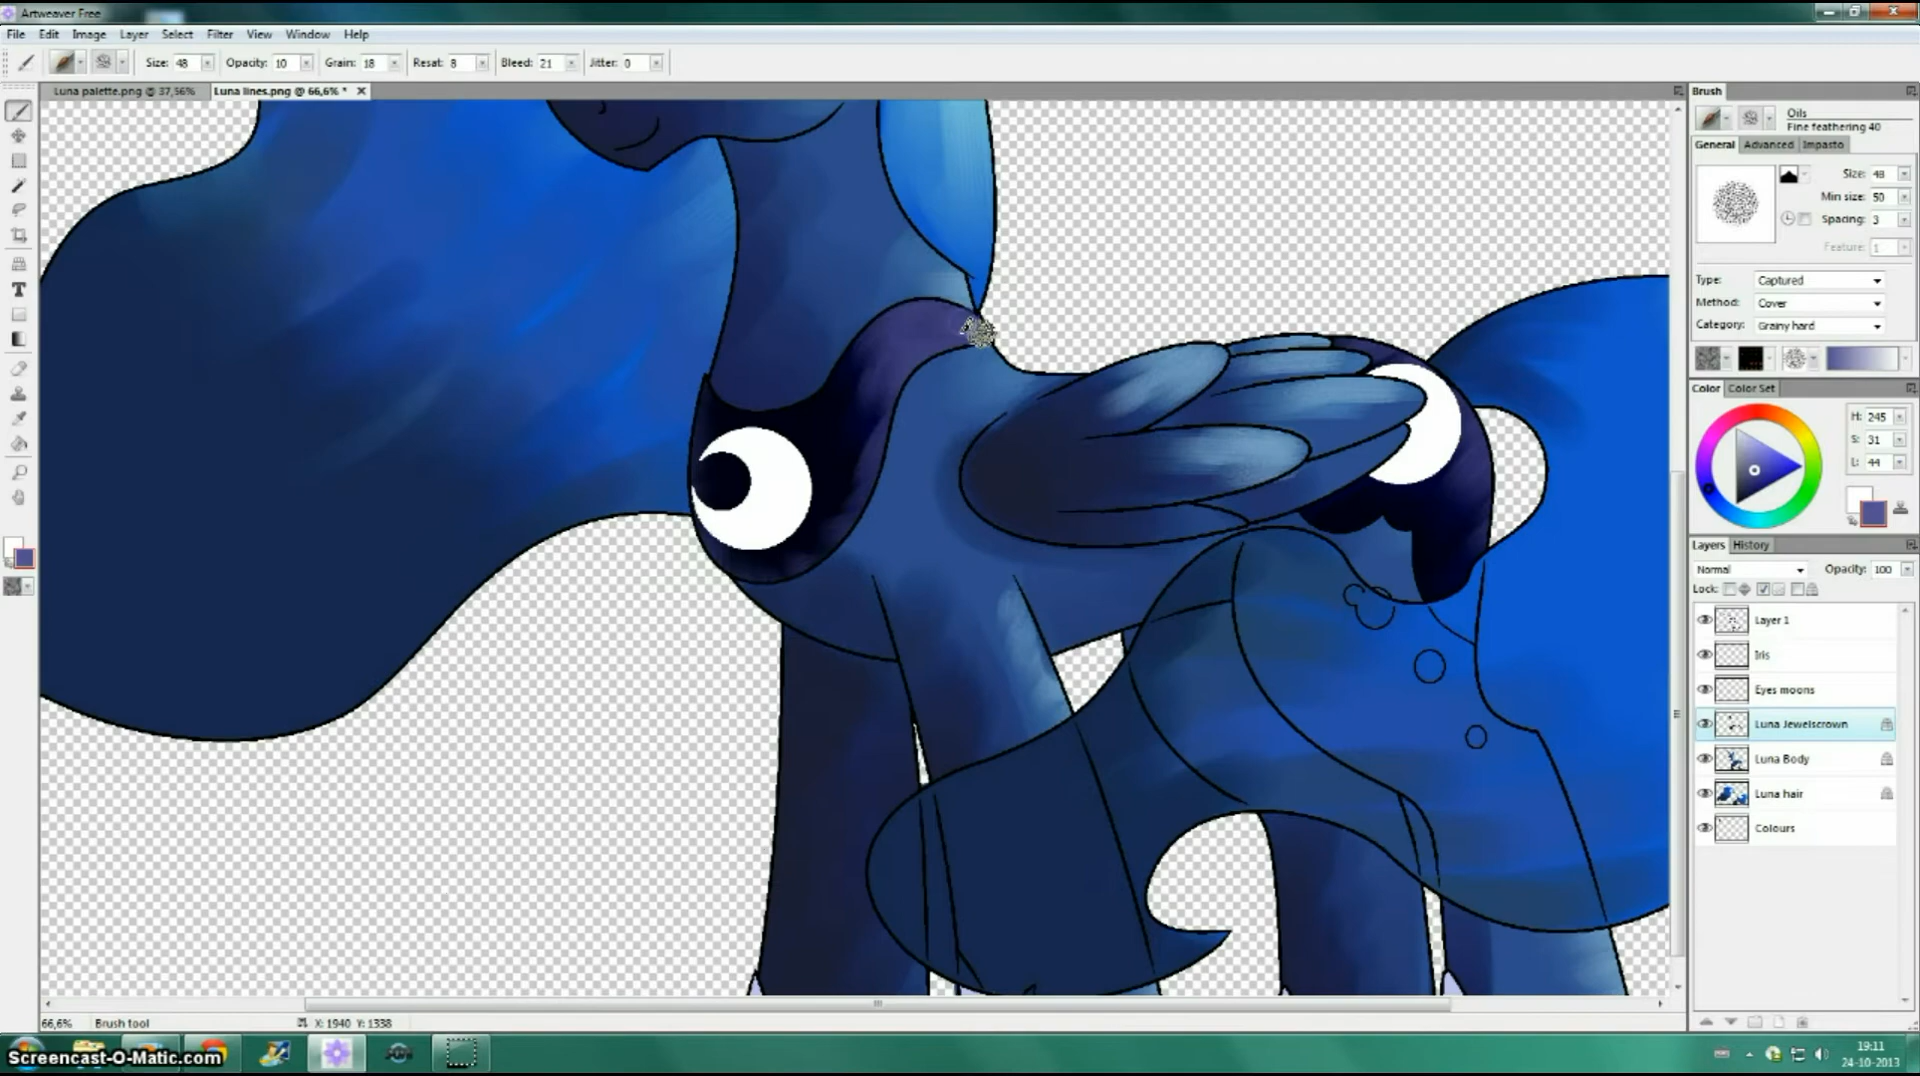 Artweaver Free
File Edit Image Layer Select Filter View Window Help
Size: 48 Opacity: 10 Grain: 18 Resat: 8 Bleed: 21 Jitter: 0
Luna palette.png @ 37,56% Luna lines.png @ 66,6% *
Brush
Oils
Fine feathering 40
General Advanced Impasto
Size: 48
Min size: 50
Spacing: 3
Feature: 1
Type: Captured
Method: Cover
Category: Grainy hard
Color Color Set
H: 245
S: 31
L: 44
Layers History
Normal Opacity: 100
Lock:
Layer 1
Iris
Eyes moons
Luna Jewelscrown
Luna Body
Luna hair
Colours
66,6% Brush tool X: 1940 Y: 1338
Screencast-O-Matic.com
19:11
24-10-2013